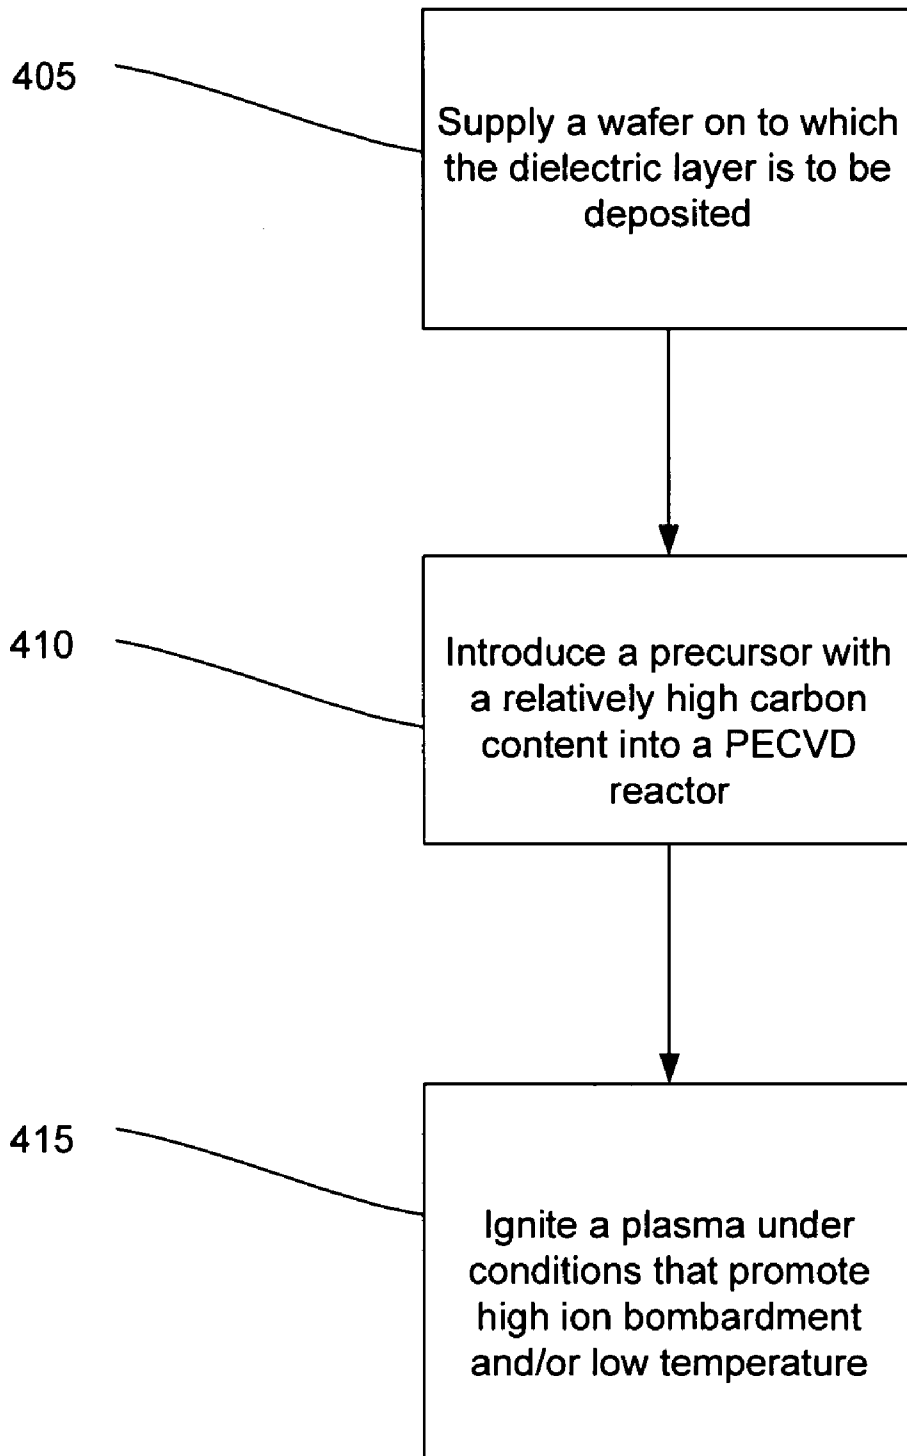 405
Supply a wafer on to which
the dielectric layer is to be
deposited
410
Introduce a precursor with
a relatively high carbon
content into a PECVD
reactor
415
Ignite a plasma under
conditions that promote
high ion bombardment
and/or low temperature